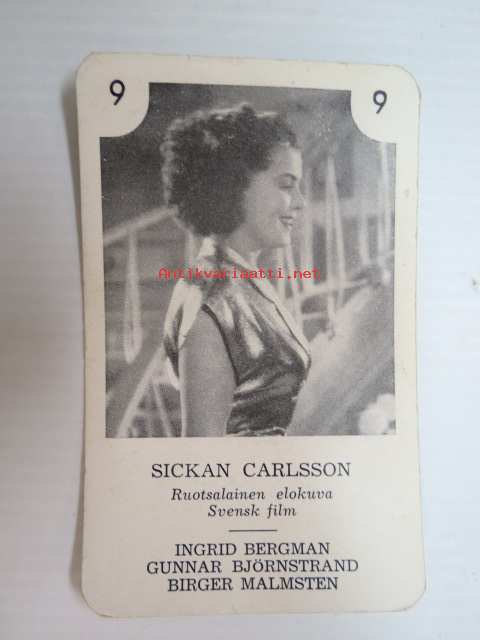 9
9
Antikvariaatti.net
SICKAN CARLSSON
Ruotsalainen elokuva
Svensk film
INGRID BERGMAN
GUNNAR BJÖRNSTRAND
BIRGER MALMSTEN